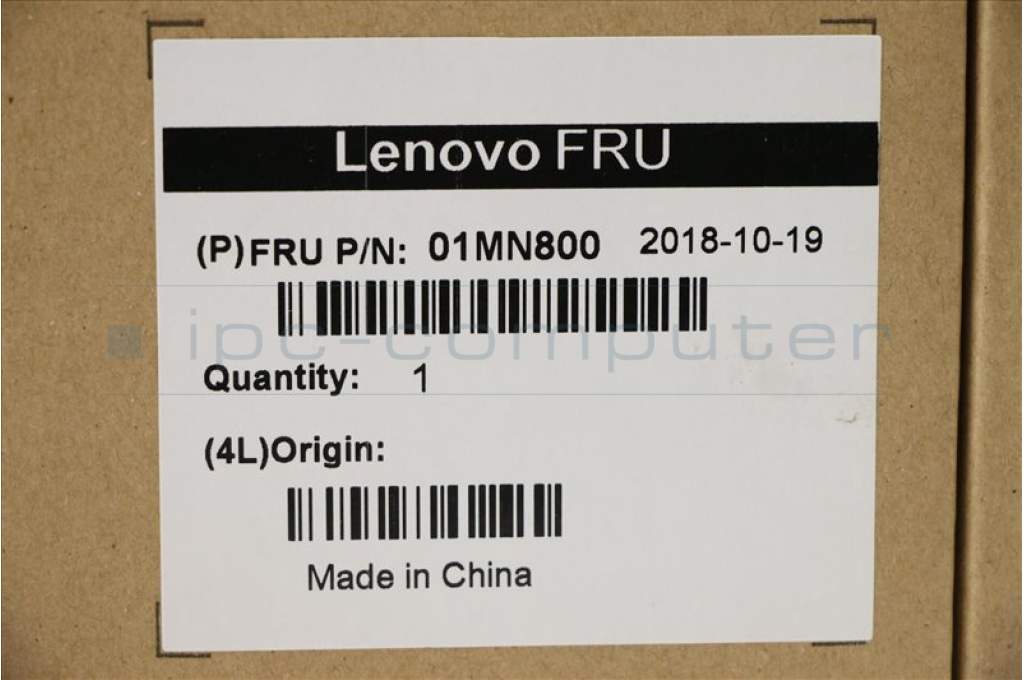 Lenovo FRU
(P)FRU P/N: 01MN800 2018-10-19
ipc-computer
Quantity: 1
(4L)Origin:
Made in China